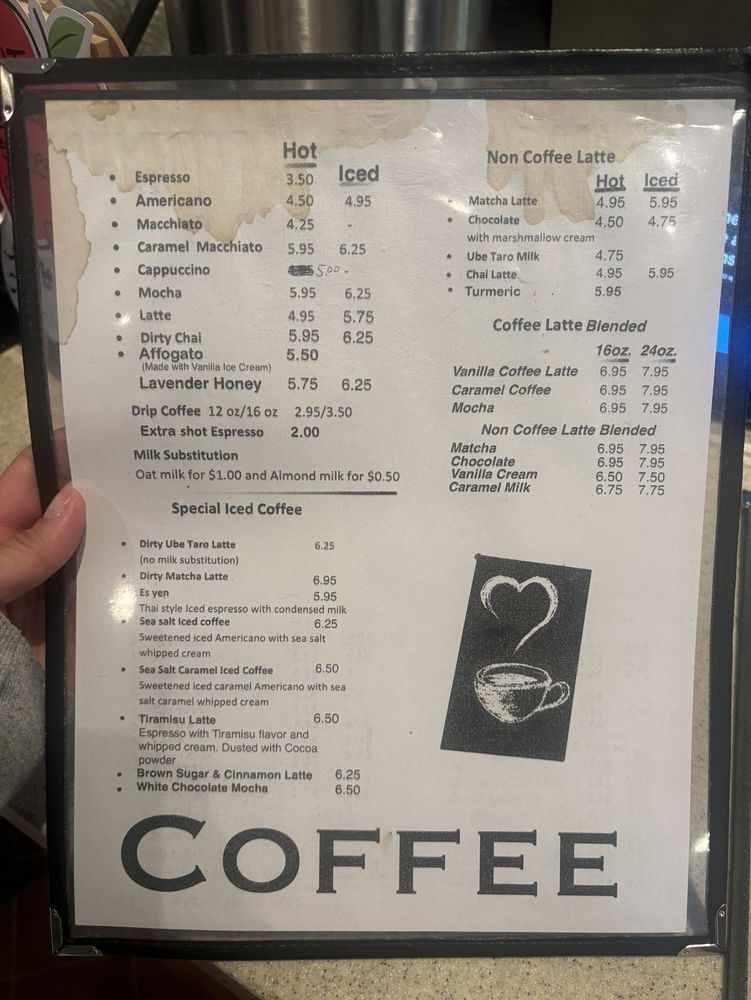 Hot Iced
• Espresso 3.50
• Americano 4.50 4.95
• Macchiato 4.25 -
• Caramel Macchiato 5.95 6.25
• Cappuccino 5.00 -
• Mocha 5.95 6.25
• Latte 4.95 5.75
• Dirty Chai 5.95 6.25
• Affogato 5.50
(Made with Vanilla Ice Cream)
Lavender Honey 5.75 6.25
Drip Coffee 12 oz/16 oz 2.95/3.50
Extra shot Espresso 2.00
Milk Substitution
Oat milk for $1.00 and Almond milk for $0.50
Special Iced Coffee
• Dirty Ube Taro Latte 6.25
(no milk substitution)
• Dirty Matcha Latte 6.95
• Es yen 5.95
Thai style Iced espresso with condensed milk
• Sea salt Iced coffee 6.25
Sweetened iced Americano with sea salt
whipped cream
• Sea Salt Caramel Iced Coffee 6.50
Sweetened iced caramel Americano with sea
salt caramel whipped cream
• Tiramisu Latte 6.50
Espresso with Tiramisu flavor and
whipped cream. Dusted with Cocoa
powder
• Brown Sugar & Cinnamon Latte 6.25
• White Chocolate Mocha 6.50
Non Coffee Latte
Hot Iced
• Matcha Latte 4.95 5.95
• Chocolate 4.50 4.75
with marshmallow cream
• Ube Taro Milk 4.75
• Chai Latte 4.95 5.95
• Turmeric 5.95
Coffee Latte Blended
- 16oz. 24oz.
Vanilla Coffee Latte 6.95 7.95
Caramel Coffee 6.95 7.95
Mocha 6.95 7.95
Non Coffee Latte Blended
Matcha 6.95 7.95
Chocolate 6.95 7.95
Vanilla Cream 6.50 7.50
Caramel Milk 6.75 7.75
COFFEE